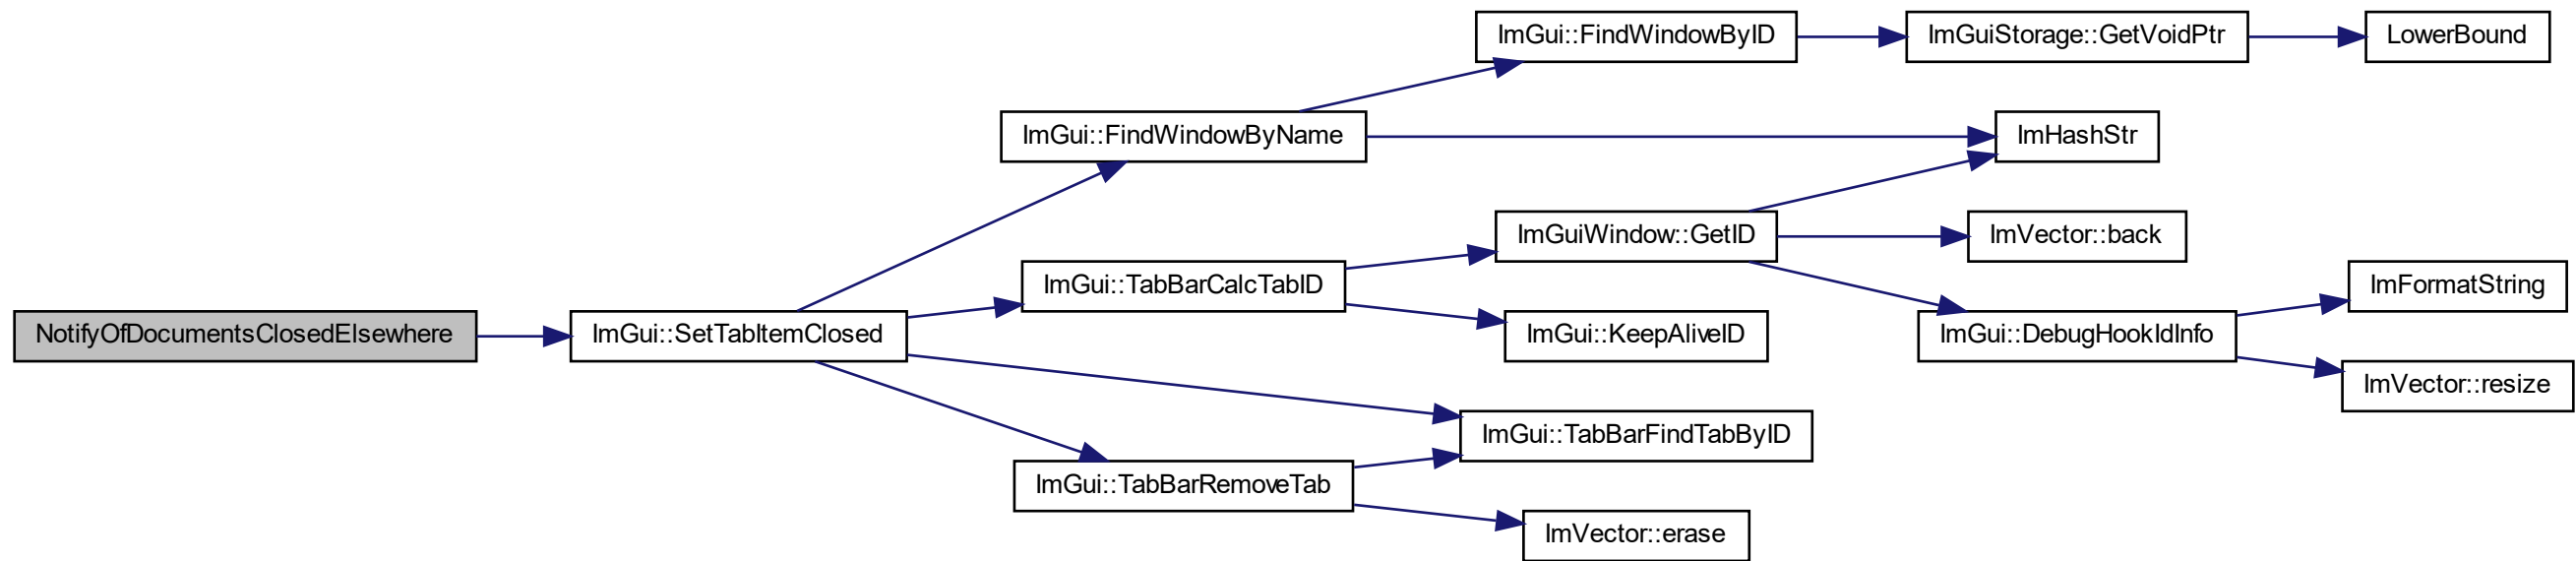 ImGui::FindWindowByID
ImGuiStorage::GetVoidPtr
LowerBound
ImGui::FindWindowByName
ImHashStr
ImGuiWindow::GetID
ImVector::back
ImGui::TabBarCalcTabID
ImFormatString
NotifyOfDocumentsClosedElsewhere
ImGui::SetTabItemClosed
ImGui::KeepAliveID
ImGui::DebugHookIdInfo
ImVector::resize
ImGui::TabBarFindTabByID
ImGui::TabBarRemoveTab
ImVector::erase